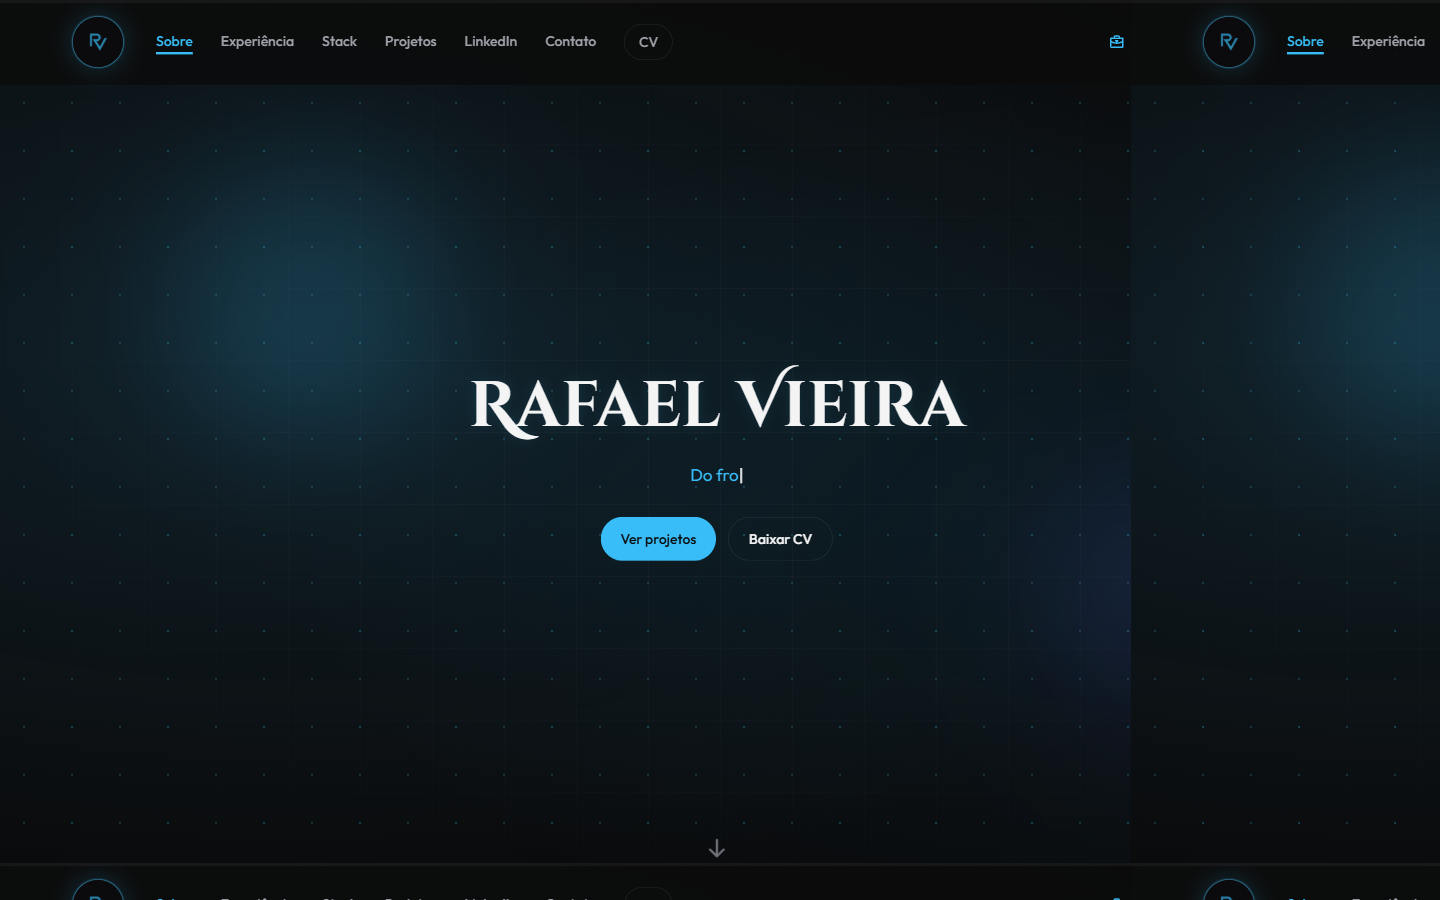 RV Sobre Experiência Stack Projetos LinkedIn Contato CV RV Sobre Experiência
RAFAEL VIEIRA
Do fro|
Ver projetos Baixar CV